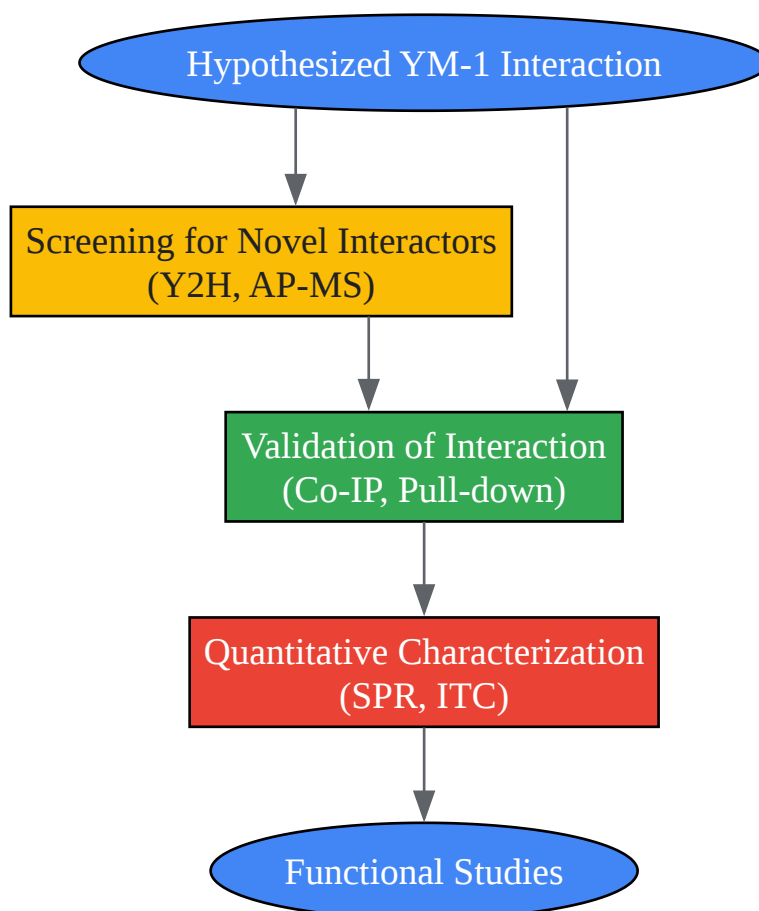 Hypothesized YM-1 Interaction
Screening for Novel Interactors
(Y2H, AP-MS)
Validation of Interaction
(Co-IP, Pull-down)
Quantitative Characterization
(SPR, ITC)
Functional Studies